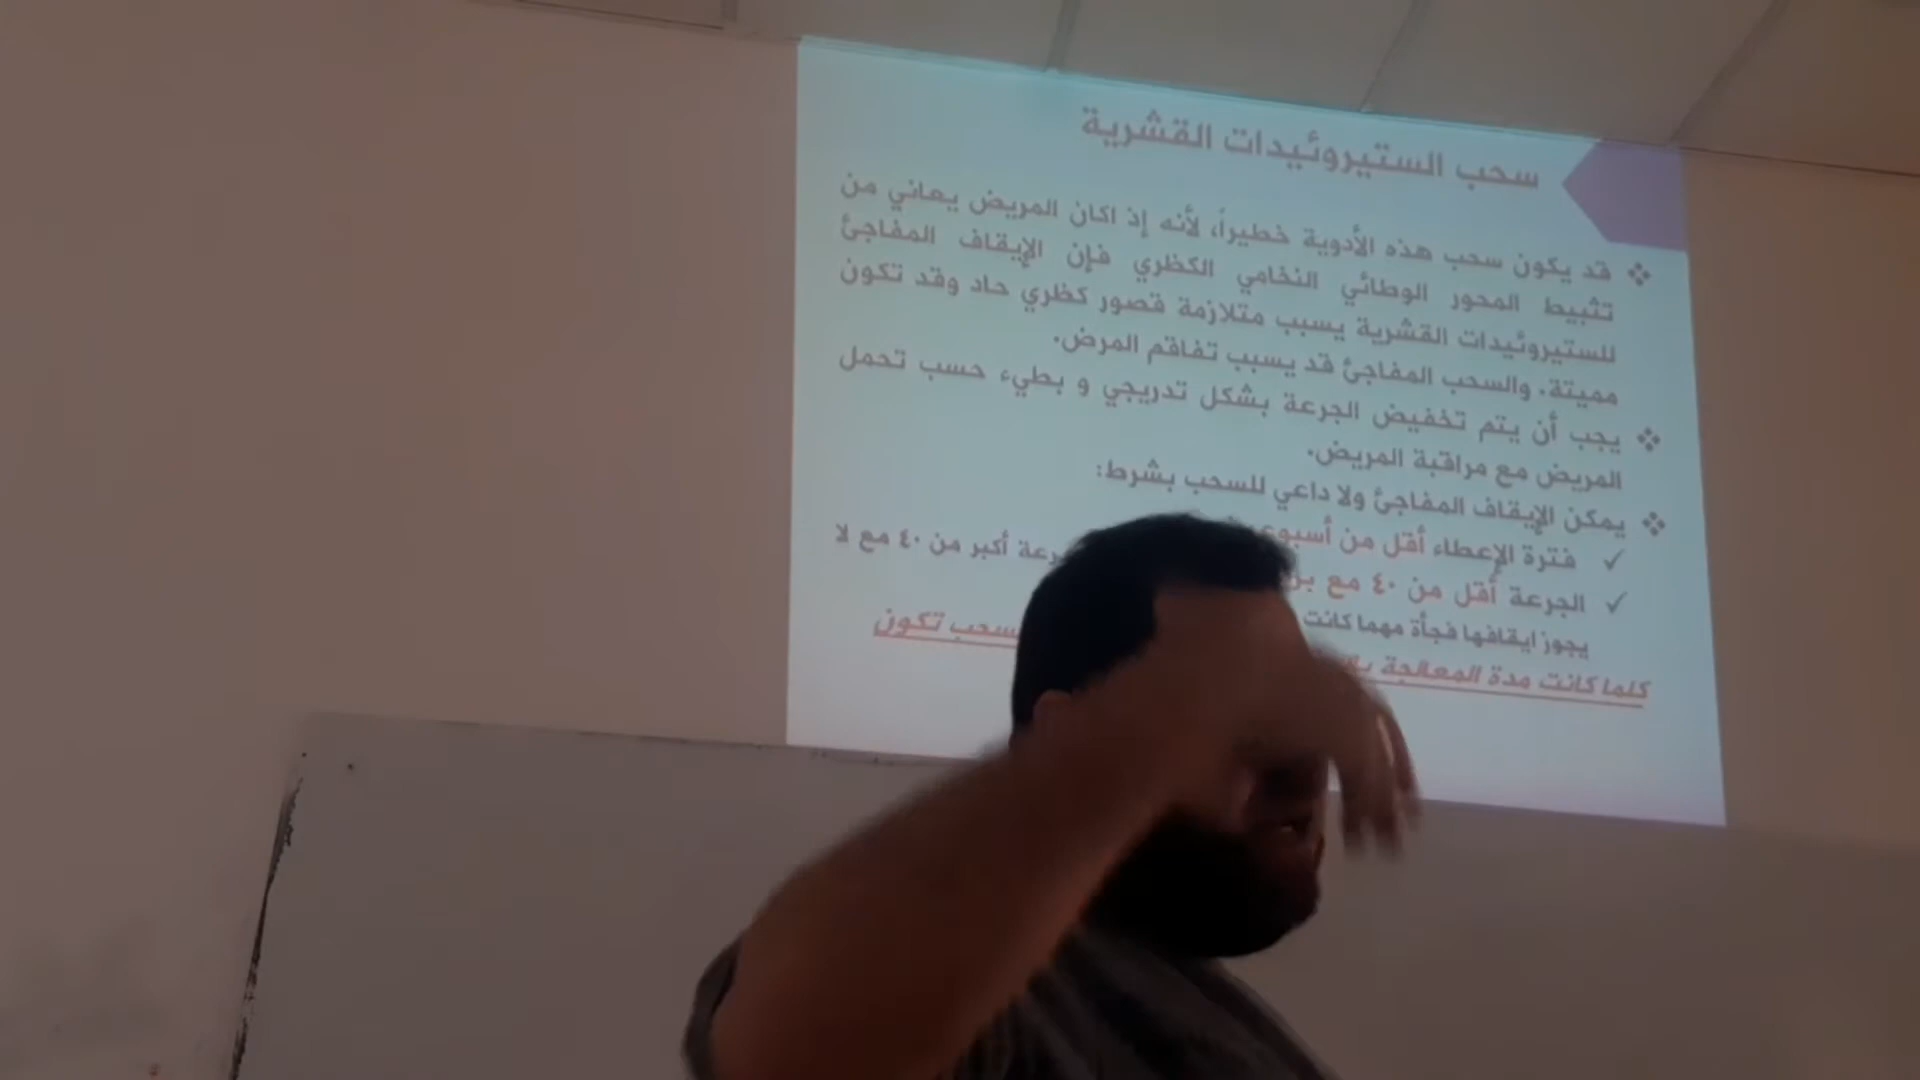 سحب الستيروئيدات القشرية
❖ قد يكون سحب هذه الأدوية خطيراً، لأنه إذ اكان المريض يعاني من
تثبيط المحور الوطائي النخامي الكظري فإن الإيقاف المفاجئ
للستيروئيدات القشرية يسبب متلازمة قصور كظري حاد وقد تكون
مميتة. والسحب المفاجئ قد يسبب تفاقم المرض.
❖ يجب أن يتم تخفيض الجرعة بشكل تدريجي و بطيء حسب تحمل
المريض مع مراقبة المريض.
❖ يمكن الإيقاف المفاجئ ولا داعي للسحب بشرط:
✓ فترة الإعطاء أقل من
✓ الجرعة أقل من ٤٠ مع أكبر من ٤٠ مع لا
يجوز ايقافها فجأة مهما كانت
كلما كانت مدة المعالجة تكون